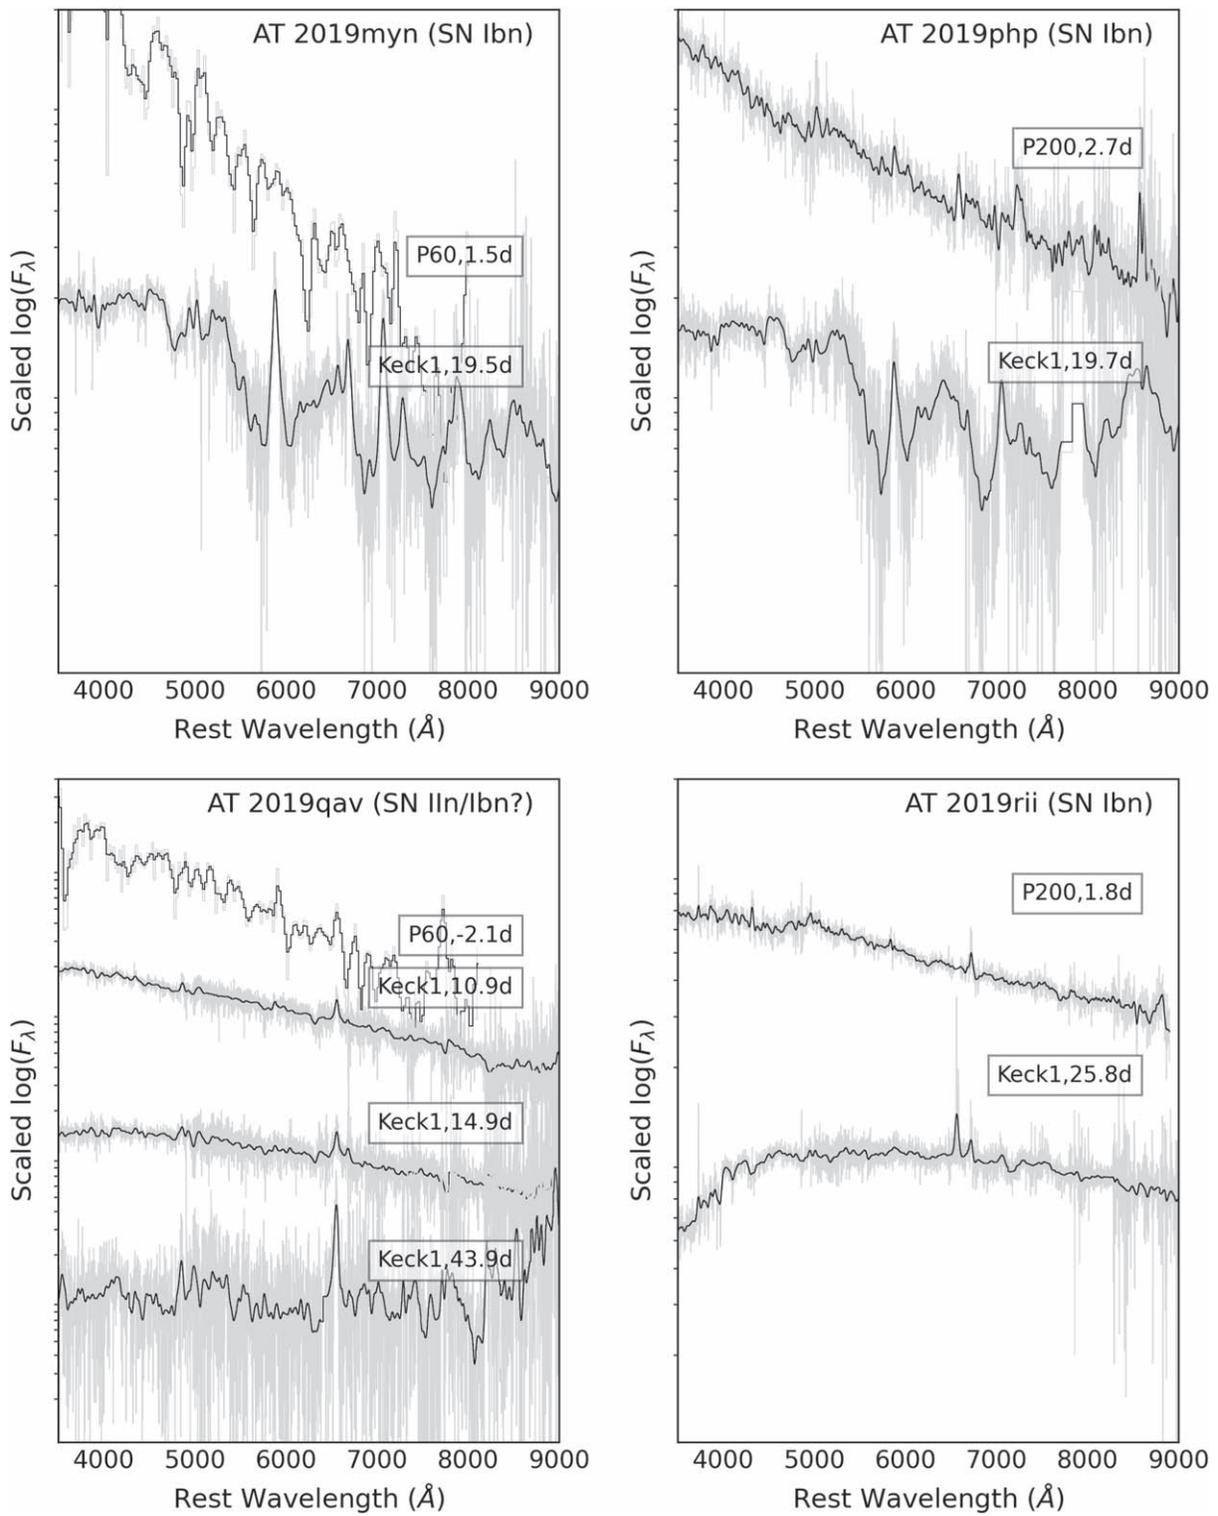 AT 2019myn (SN Ibn)
P60,1.5d
Keck1,19.5d
Scaled log(Fλ)
4000 5000 6000 7000 8000 9000
Rest Wavelength (Å)
AT 2019php (SN Ibn)
P200,2.7d
Keck1,19.7d
Scaled log(Fλ)
4000 5000 6000 7000 8000 9000
Rest Wavelength (Å)
AT 2019qav (SN IIn/Ibn?)
P60,-2.1d
Keck1,10.9d
Keck1,14.9d
Keck1,43.9d
Scaled log(Fλ)
4000 5000 6000 7000 8000 9000
Rest Wavelength (Å)
AT 2019rii (SN Ibn)
P200,1.8d
Keck1,25.8d
Scaled log(Fλ)
4000 5000 6000 7000 8000 9000
Rest Wavelength (Å)